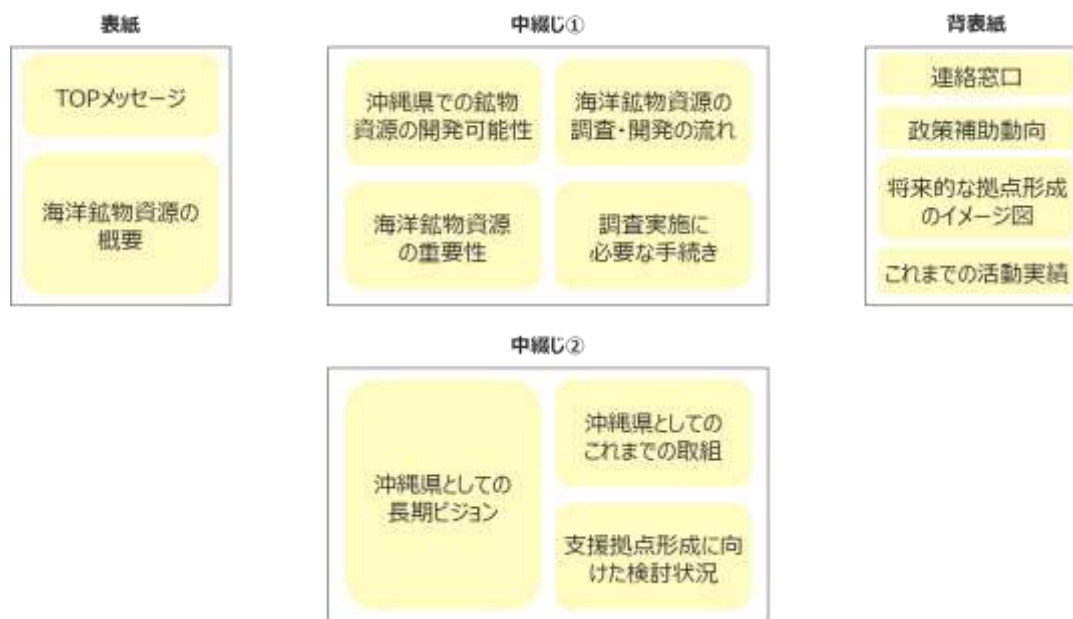 表紙
TOPメッセージ
海洋鉱物資源の
概要
中綴じ①
沖縄県での鉱物
資源の開発可能性
海洋鉱物資源の
調査・開発の流れ
海洋鉱物資源
の重要性
調査実施に
必要な手続き
背表紙
連絡窓口
政策補助動向
将来的な拠点形成
のイメージ図
これまでの活動実績
中綴じ②
沖縄県としての
長期ビジョン
沖縄県としての
これまでの取組
支援拠点形成に向
けた検討状況